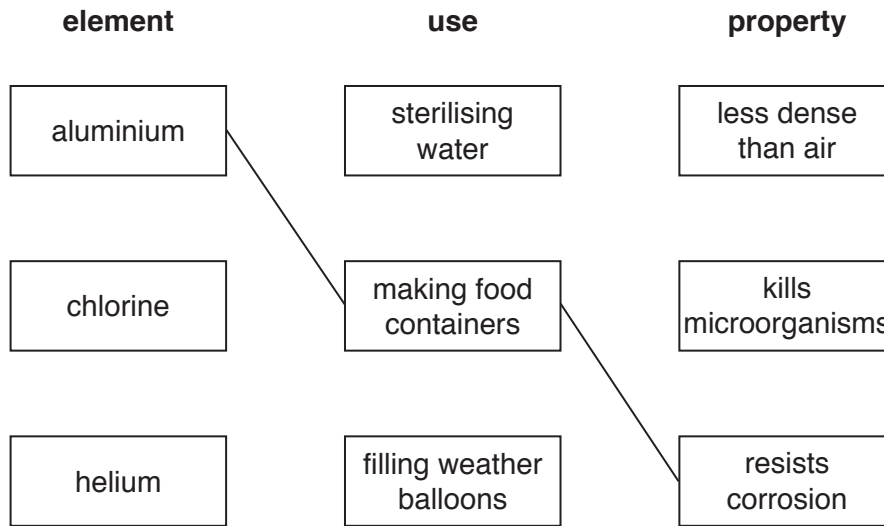 element
use
property
aluminium
sterilising
water
less dense
than air
chlorine
making food
containers
kills
microorganisms
helium
filling weather
balloons
resists
corrosion